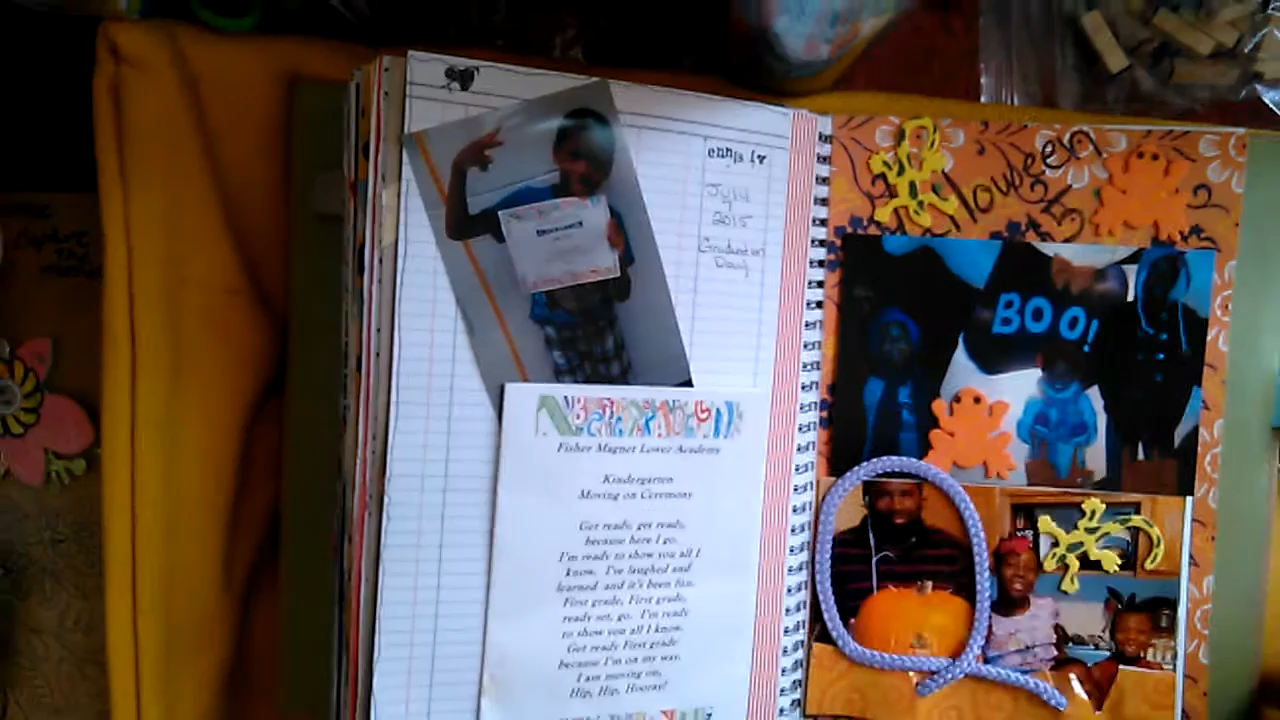 July
2015
Graduation
Day
Fisher Magnet Lower Academy
Kindergarten
Moving on Ceremony
Get ready, get ready,
because here I go.
I'm ready to show you all I
know. I've laughed and
learned and it's been fun.
First grade, First grade,
ready set, go. I'm ready
to show you all I know.
Get ready First grade
because I'm on my way.
I am moving on,
Hip, Hip, Hooray!
BOO!